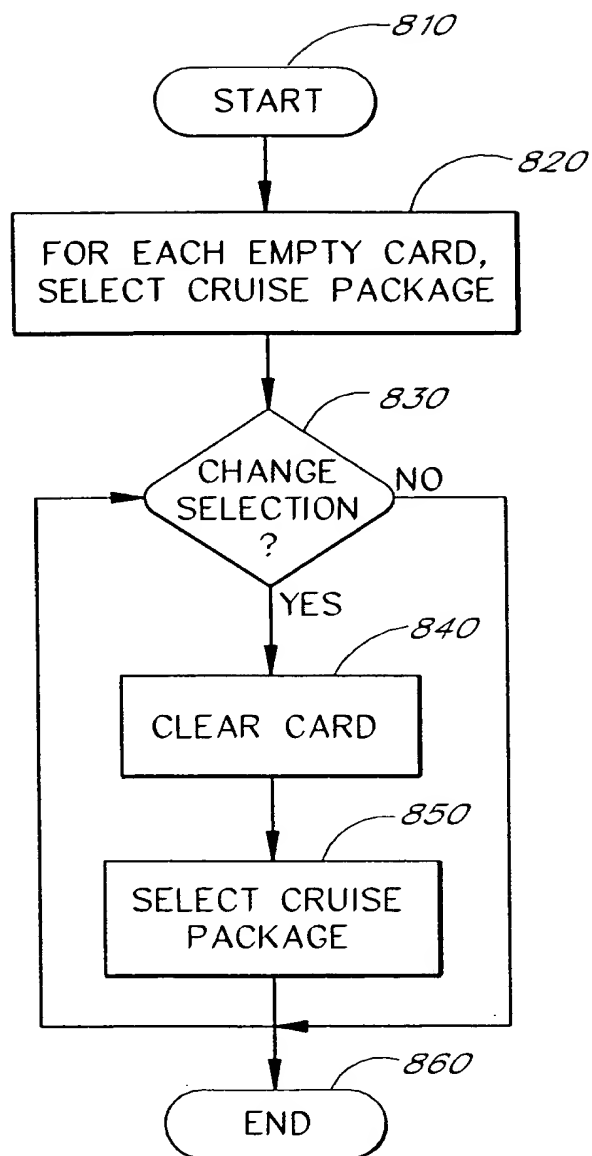 810
START
820
FOR EACH EMPTY CARD,
SELECT CRUISE PACKAGE
830
CHANGE
SELECTION
?
NO
YES
840
CLEAR CARD
850
SELECT CRUISE
PACKAGE
860
END